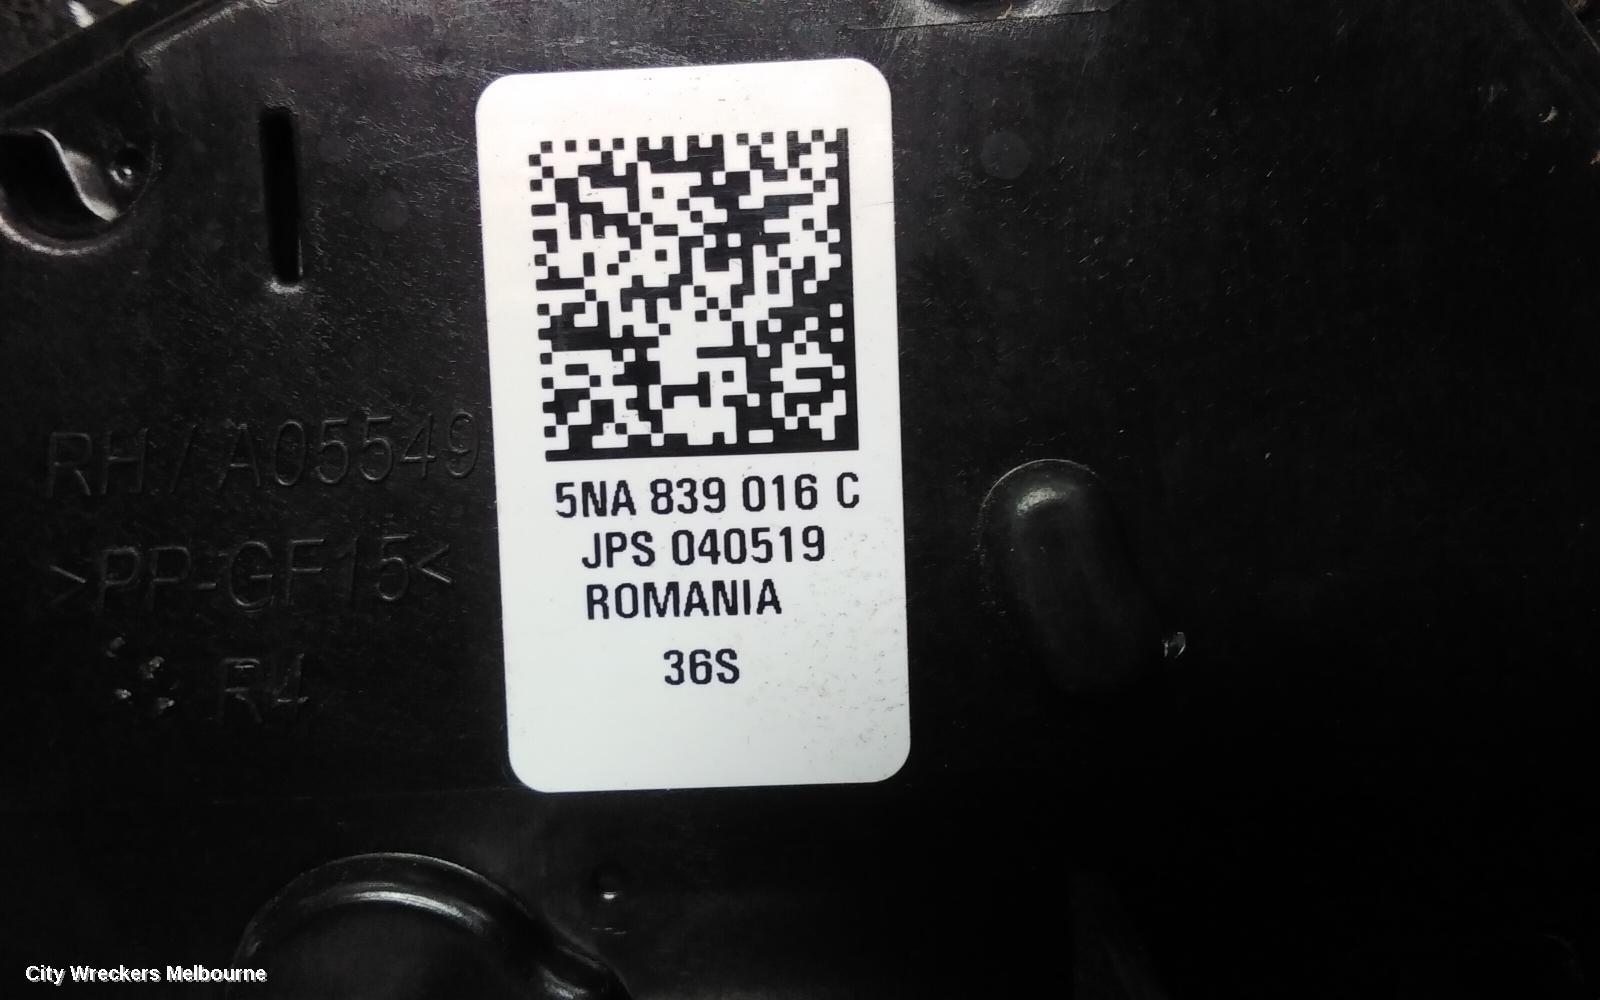 5NA 839 016 C
JPS 040519
ROMANIA
36S
RH / A05549
>PP-GF15<
R4
City Wreckers Melbourne